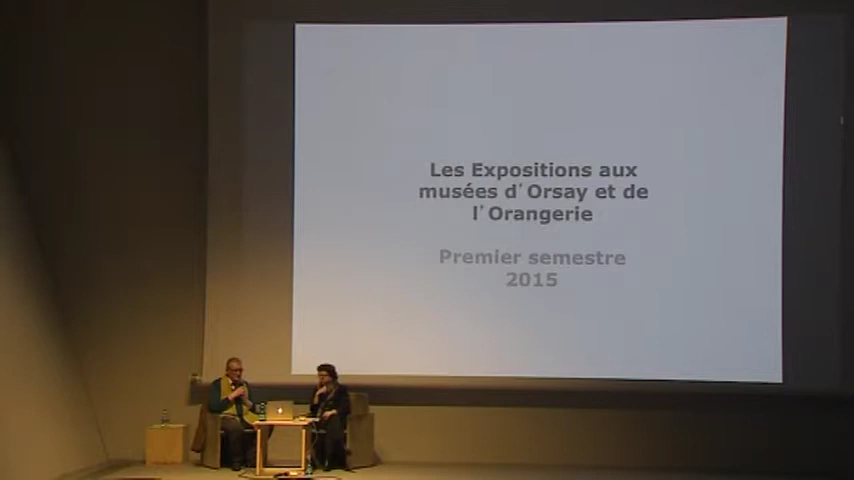 Les Expositions aux
musées d'Orsay et de
l'Orangerie
Premier semestre
2015